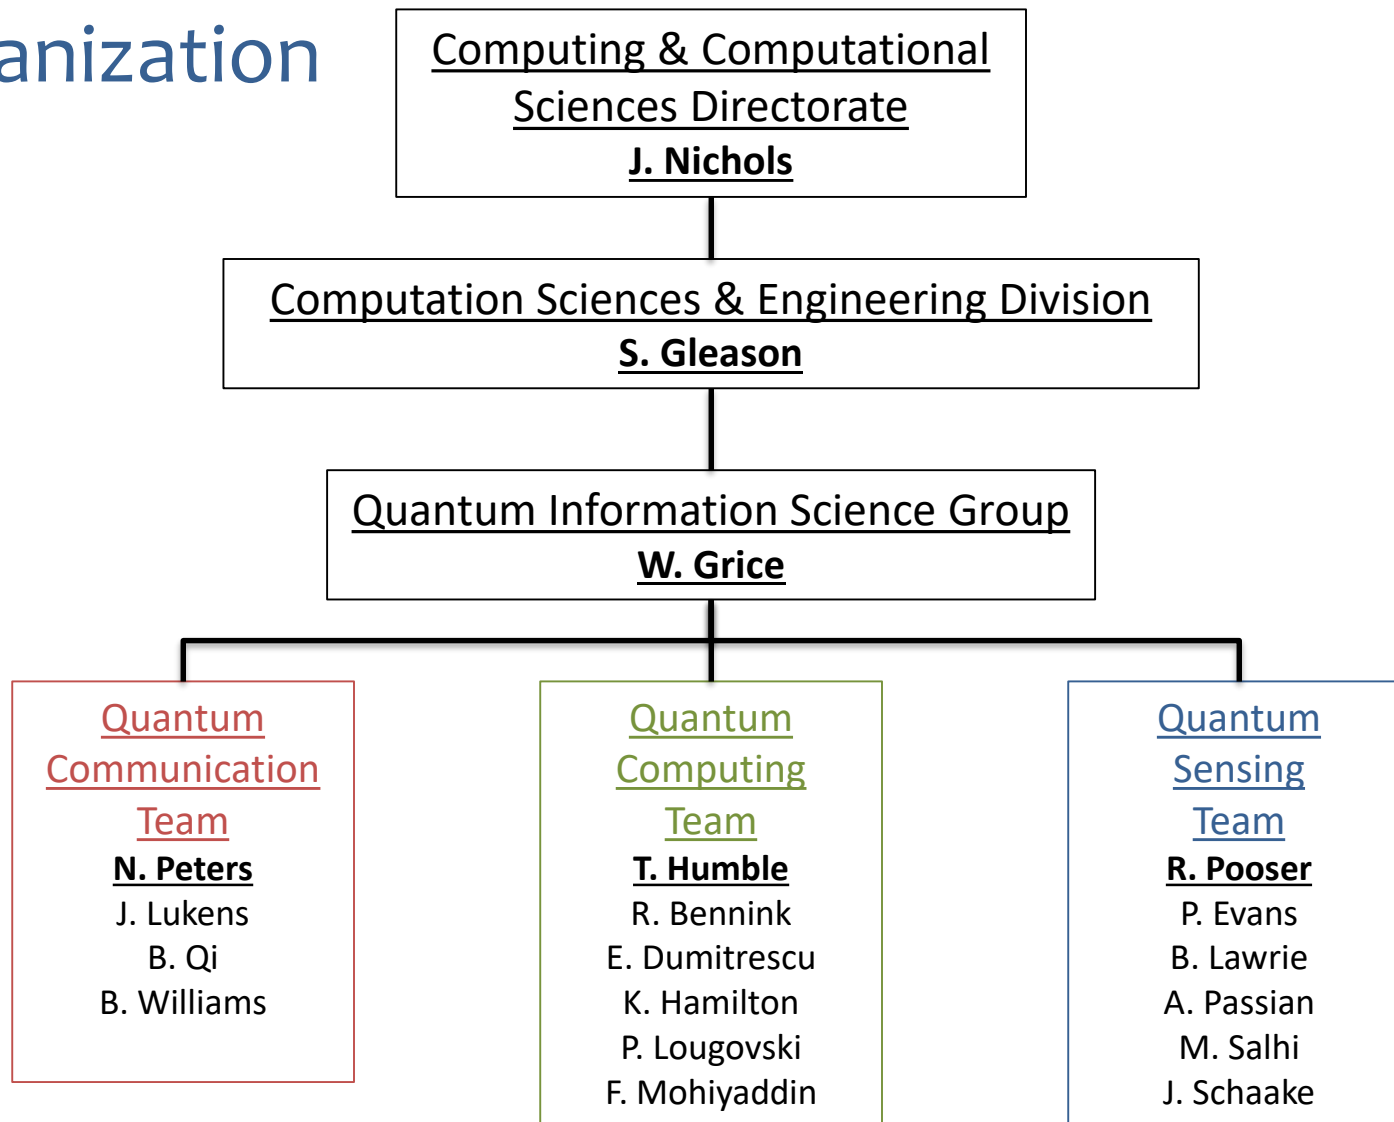 anization
Computing & Computational
Sciences Directorate
J. Nichols
Computation Sciences & Engineering Division
S. Gleason
Quantum Information Science Group
W. Grice
Quantum
Communication
Team
N. Peters
J. Lukens
B. Qi
B. Williams
Quantum
Computing
Team
T. Humble
R. Bennink
E. Dumitrescu
K. Hamilton
P. Lougovski
F. Mohiyaddin
Quantum
Sensing
Team
R. Pooser
P. Evans
B. Lawrie
A. Passian
M. Salhi
J. Schaake